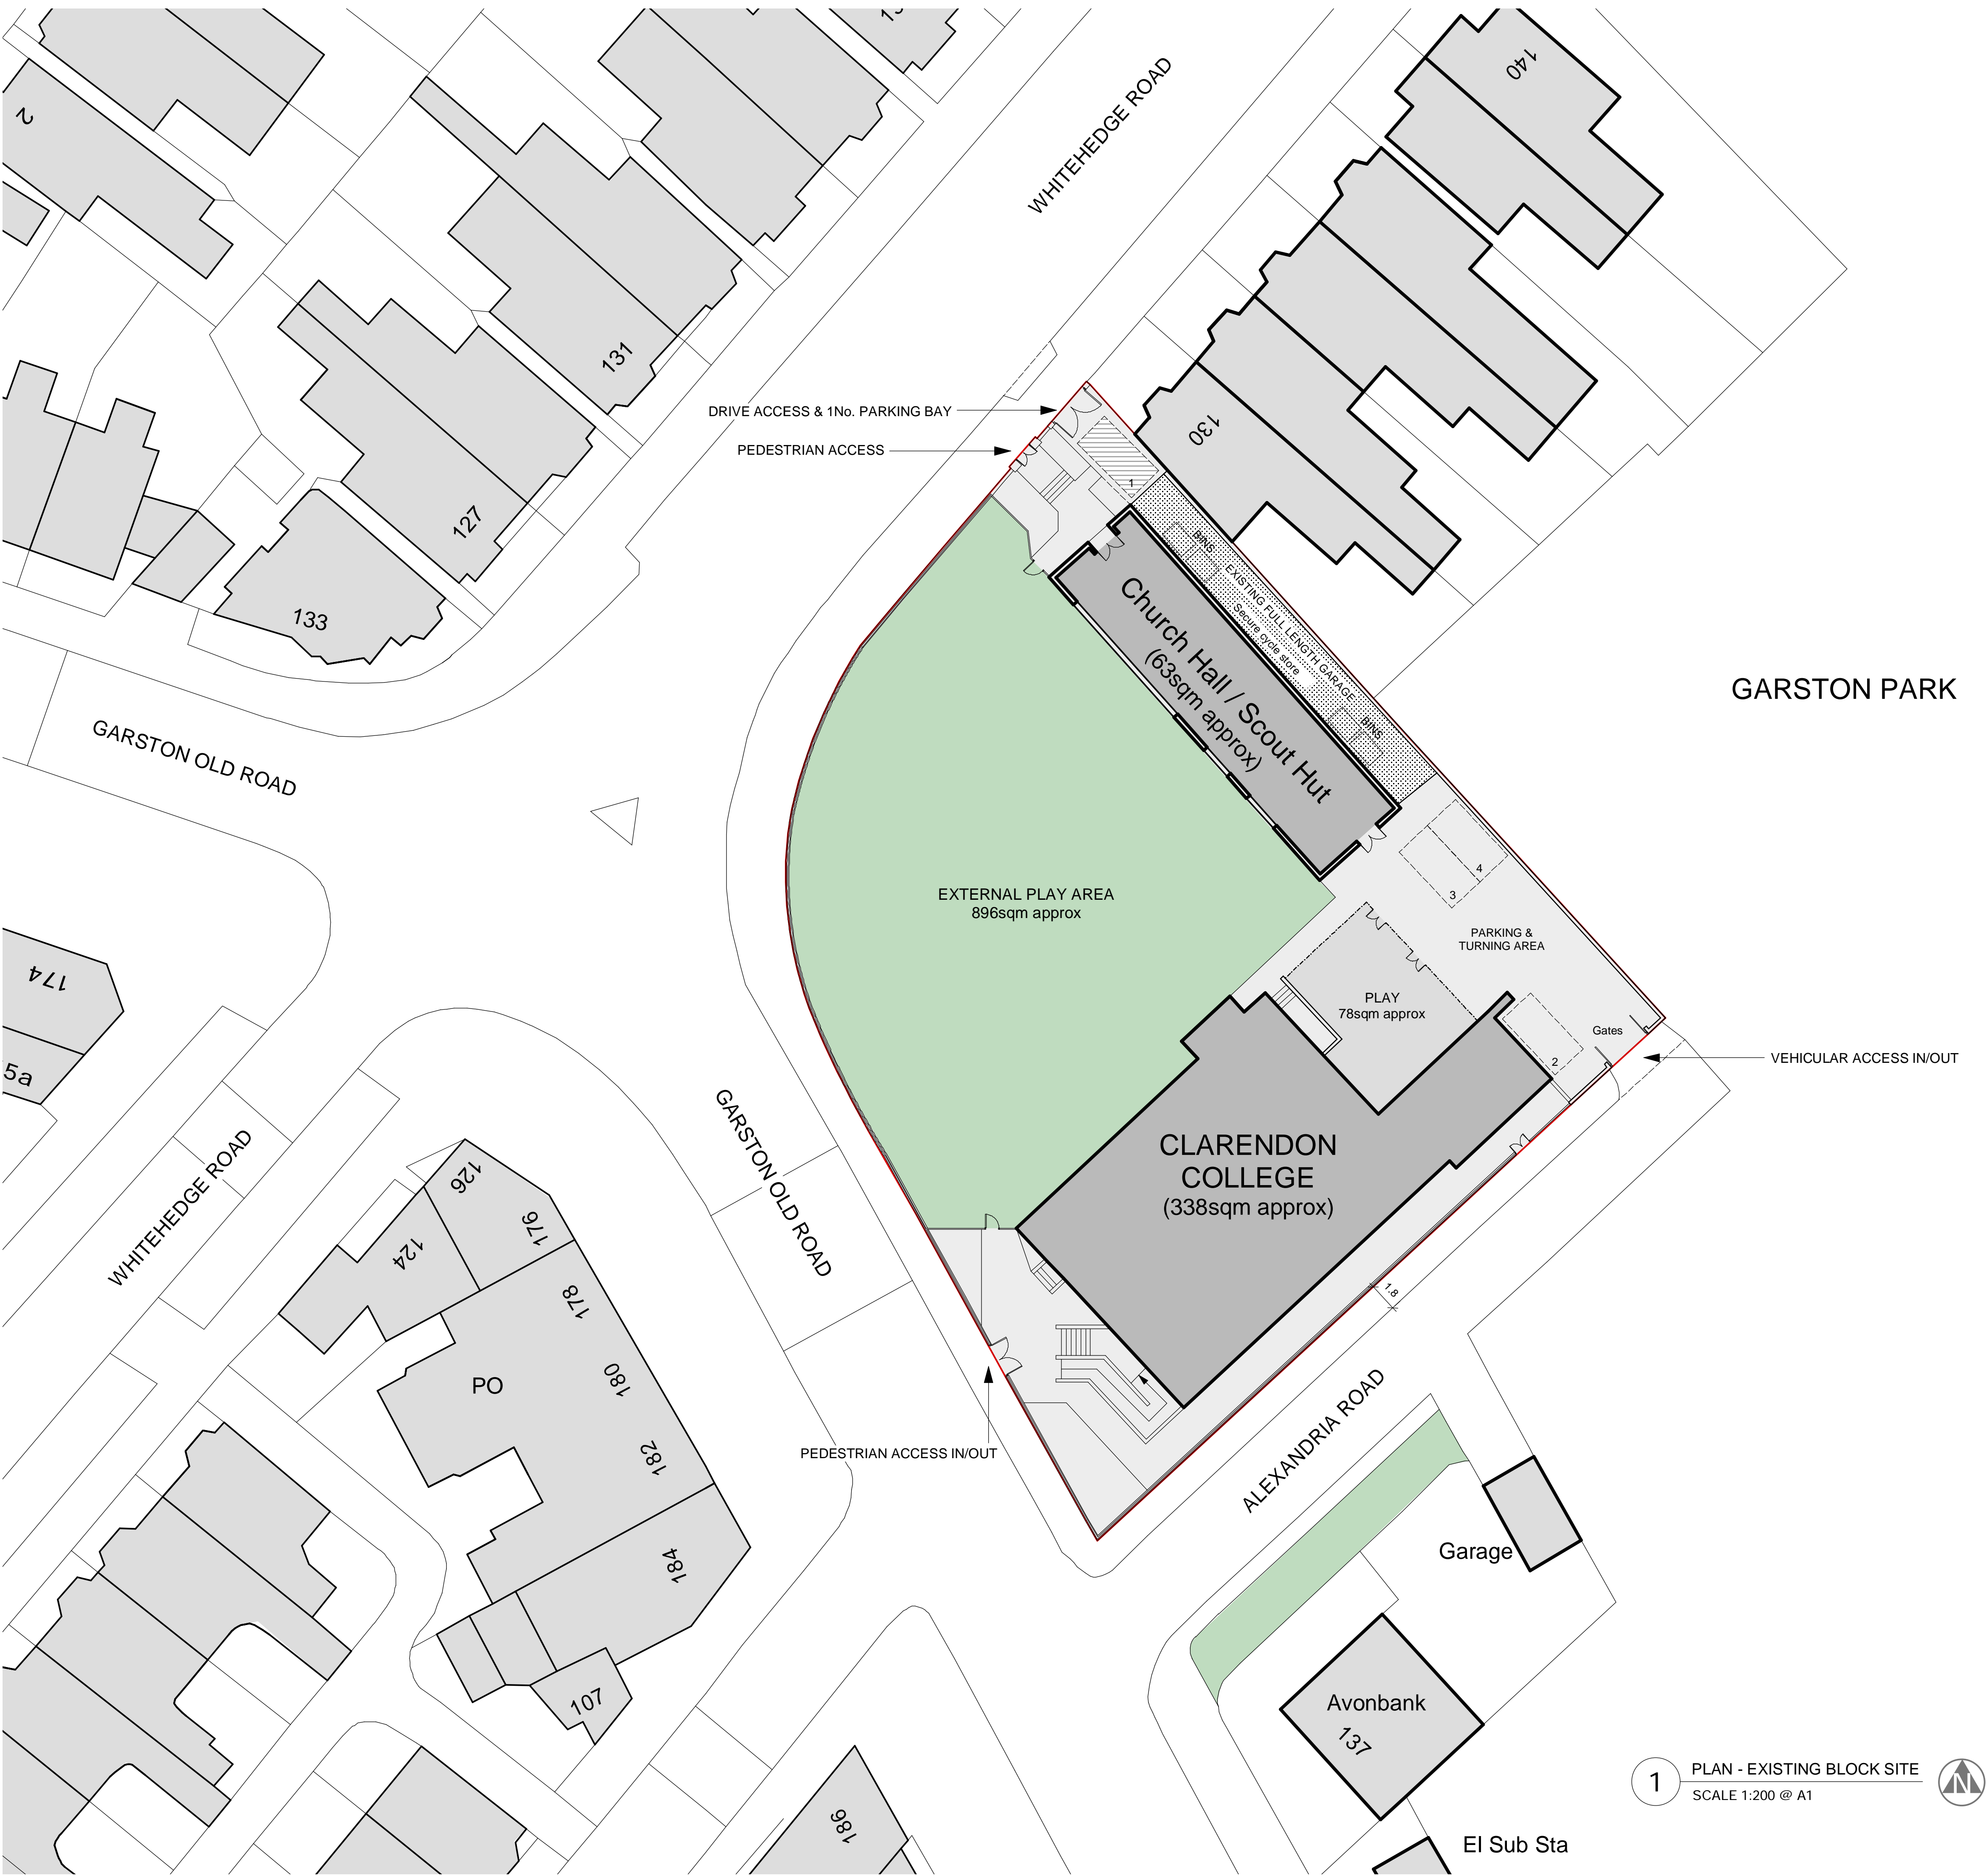 2
140
WHITEHEDGE ROAD
131
DRIVE ACCESS & 1No. PARKING BAY
PEDESTRIAN ACCESS
130
1
127
133
BINS
EXISTING FULL LENGTH GARAGE
Secure cycle store
BINS
Church Hall / Scout Hut
(63sqm approx)
GARSTON PARK
GARSTON OLD ROAD
EXTERNAL PLAY AREA
896sqm approx
4
3
PARKING &
TURNING AREA
PLAY
78sqm approx
Gates
2
VEHICULAR ACCESS IN/OUT
174
5a
CLARENDON
COLLEGE
(338sqm approx)
GARSTON OLD ROAD
WHITEHEDGE ROAD
126
176
124
178
180
182
184
PO
1.8
PEDESTRIAN ACCESS IN/OUT
ALEXANDRIA ROAD
Garage
107
Avonbank
137
186
El Sub Sta
1
PLAN - EXISTING BLOCK SITE
SCALE 1:200 @ A1
N